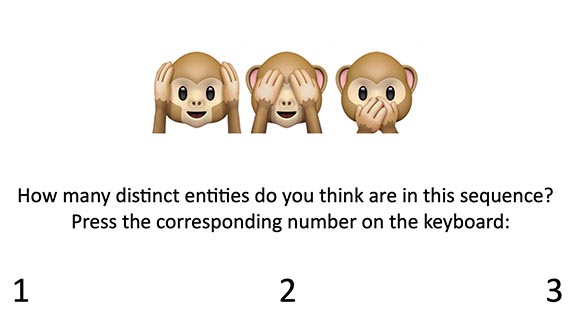 How many distinct entities do you think are in this sequence?
Press the corresponding number on the keyboard:
1 2 3